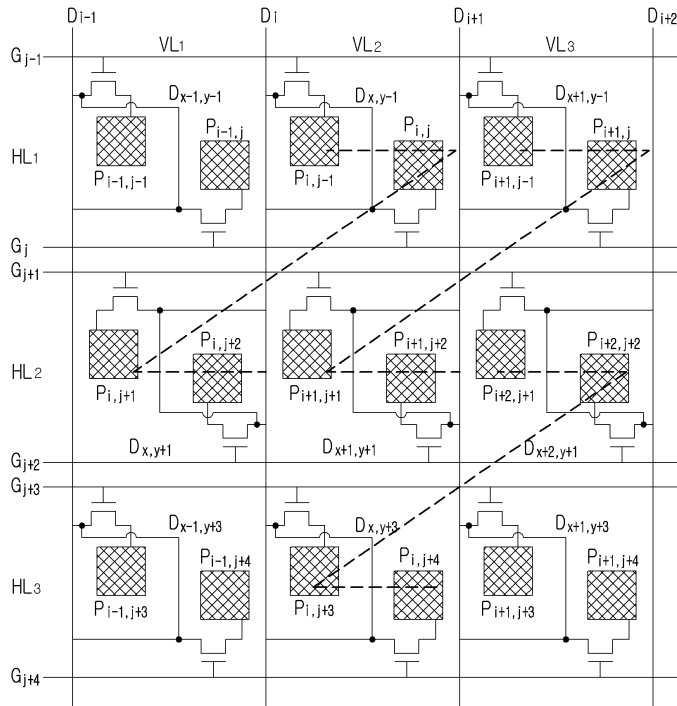 Di-1 Di Di+1 Di+2
VL1 VL2 VL3
Gj-1
Dx-1,y-1 Dx,y-1 Dx+1,y-1
Pi-1,j Pi,j Pi+1,j
HL1
Pi-1,j-1 Pi,j-1 Pi+1,j-1
Gj
Gj+1
Pi,j+2 Pi+1,j+2 Pi+2,j+2
HL2
Pi,j+1 Pi+1,j+1 Pi+2,j+1
Dx,y+1 Dx+1,y+1 Dx+2,y+1
Gj+2
Gj+3
Dx-1,y+3 Dx,y+3 Dx+1,y+3
Pi-1,j+4 Pi,j+4 Pi+1,j+4
HL3
Pi-1,j+3 Pi,j+3 Pi+1,j+3
Gj+4